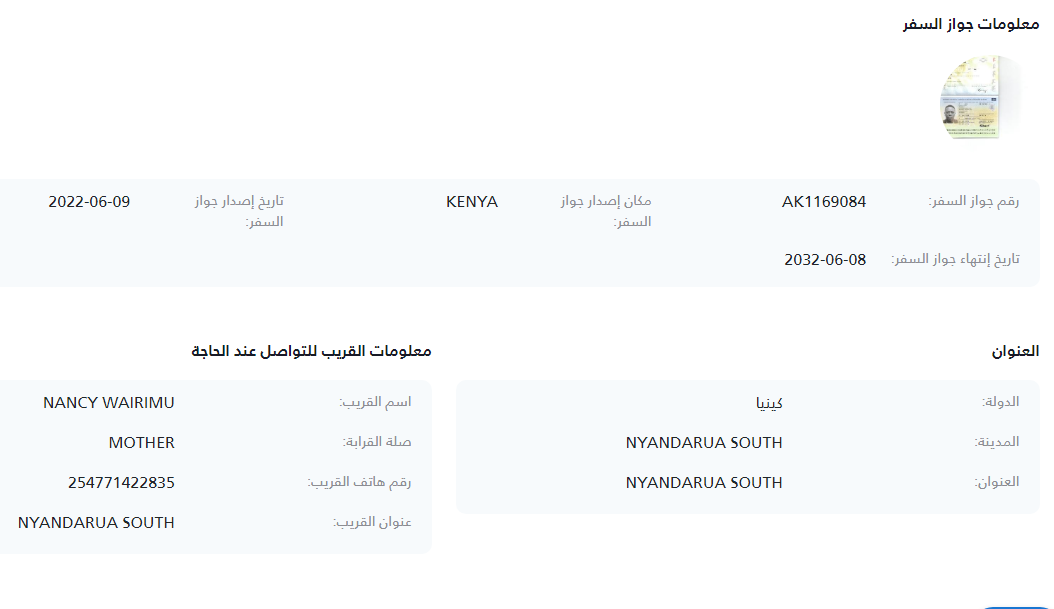 معلومات جواز السفر
رقم جواز السفر: AK1169084
مكان إصدار جواز السفر: KENYA
تاريخ إصدار جواز السفر: 2022-06-09
تاريخ إنتهاء جواز السفر: 2032-06-08
العنوان
الدولة: كينيا
المدينة: NYANDARUA SOUTH
العنوان: NYANDARUA SOUTH
معلومات القريب للتواصل عند الحاجة
اسم القريب: NANCY WAIRIMU
صلة القرابة: MOTHER
رقم هاتف القريب: 254771422835
عنوان القريب: NYANDARUA SOUTH